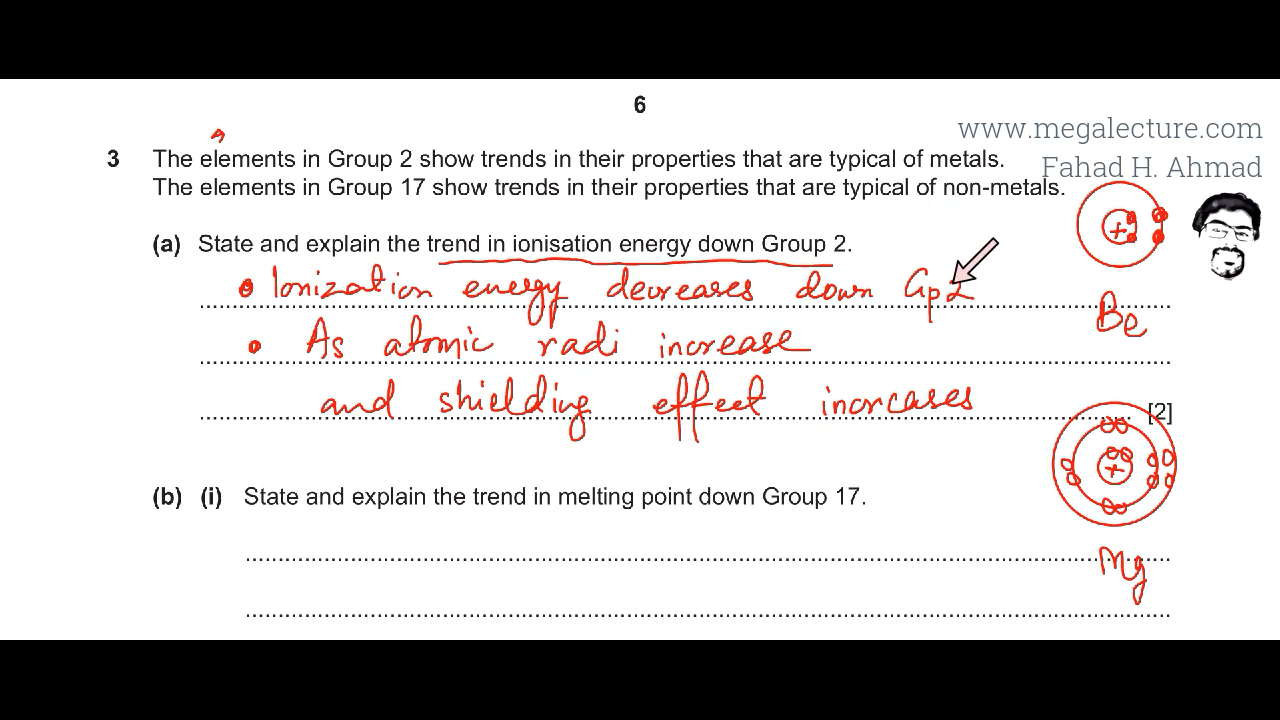 6
www.megalecture.com
Fahad H. Ahmad
3 The elements in Group 2 show trends in their properties that are typical of metals.
The elements in Group 17 show trends in their properties that are typical of non-metals.
(a) State and explain the trend in ionisation energy down Group 2.
• Ionization energy decreases down Gp2
• As atomic radi increase
and shielding effect increases
[2]
+
Be
(b) (i) State and explain the trend in melting point down Group 17.
+
Mg